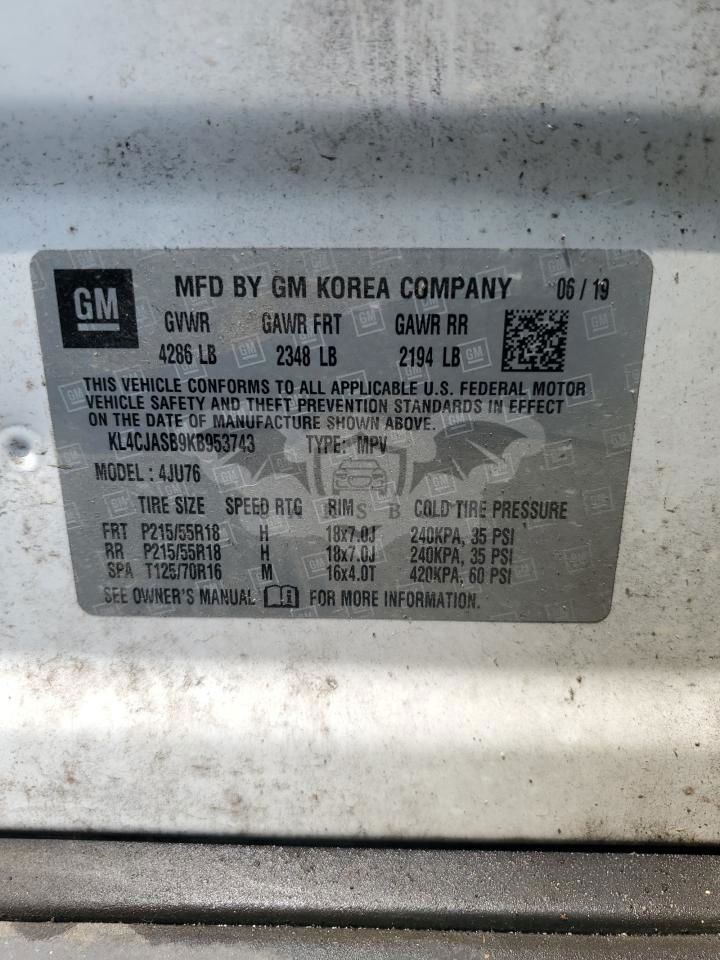 GM MFD BY GM KOREA COMPANY 06 / 19
GVWR GAWR FRT GAWR RR
4286 LB 2348 LB 2194 LB
THIS VEHICLE CONFORMS TO ALL APPLICABLE U.S. FEDERAL MOTOR
VEHICLE SAFETY AND THEFT PREVENTION STANDARDS IN EFFECT
ON THE DATE OF MANUFACTURE SHOWN ABOVE.
KL4CJASB9KB953743 TYPE: MPV
MODEL : 4JU76
TIRE SIZE SPEED RTG RIMS COLD TIRE PRESSURE
FRT P215/55R18 H 18x7.0J 240KPA, 35 PSI
RR P215/55R18 H 18x7.0J 240KPA, 35 PSI
SPA T125/70R16 M 16x4.0T 420KPA, 60 PSI
SEE OWNER'S MANUAL FOR MORE INFORMATION.